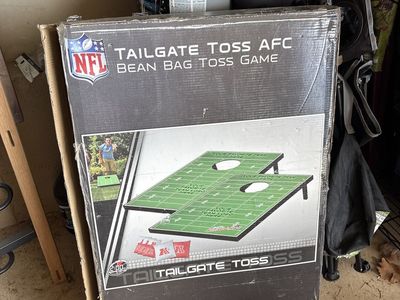 NFL
TAILGATE TOSS AFC
BEAN BAG TOSS GAME
TAILGATE TOSS